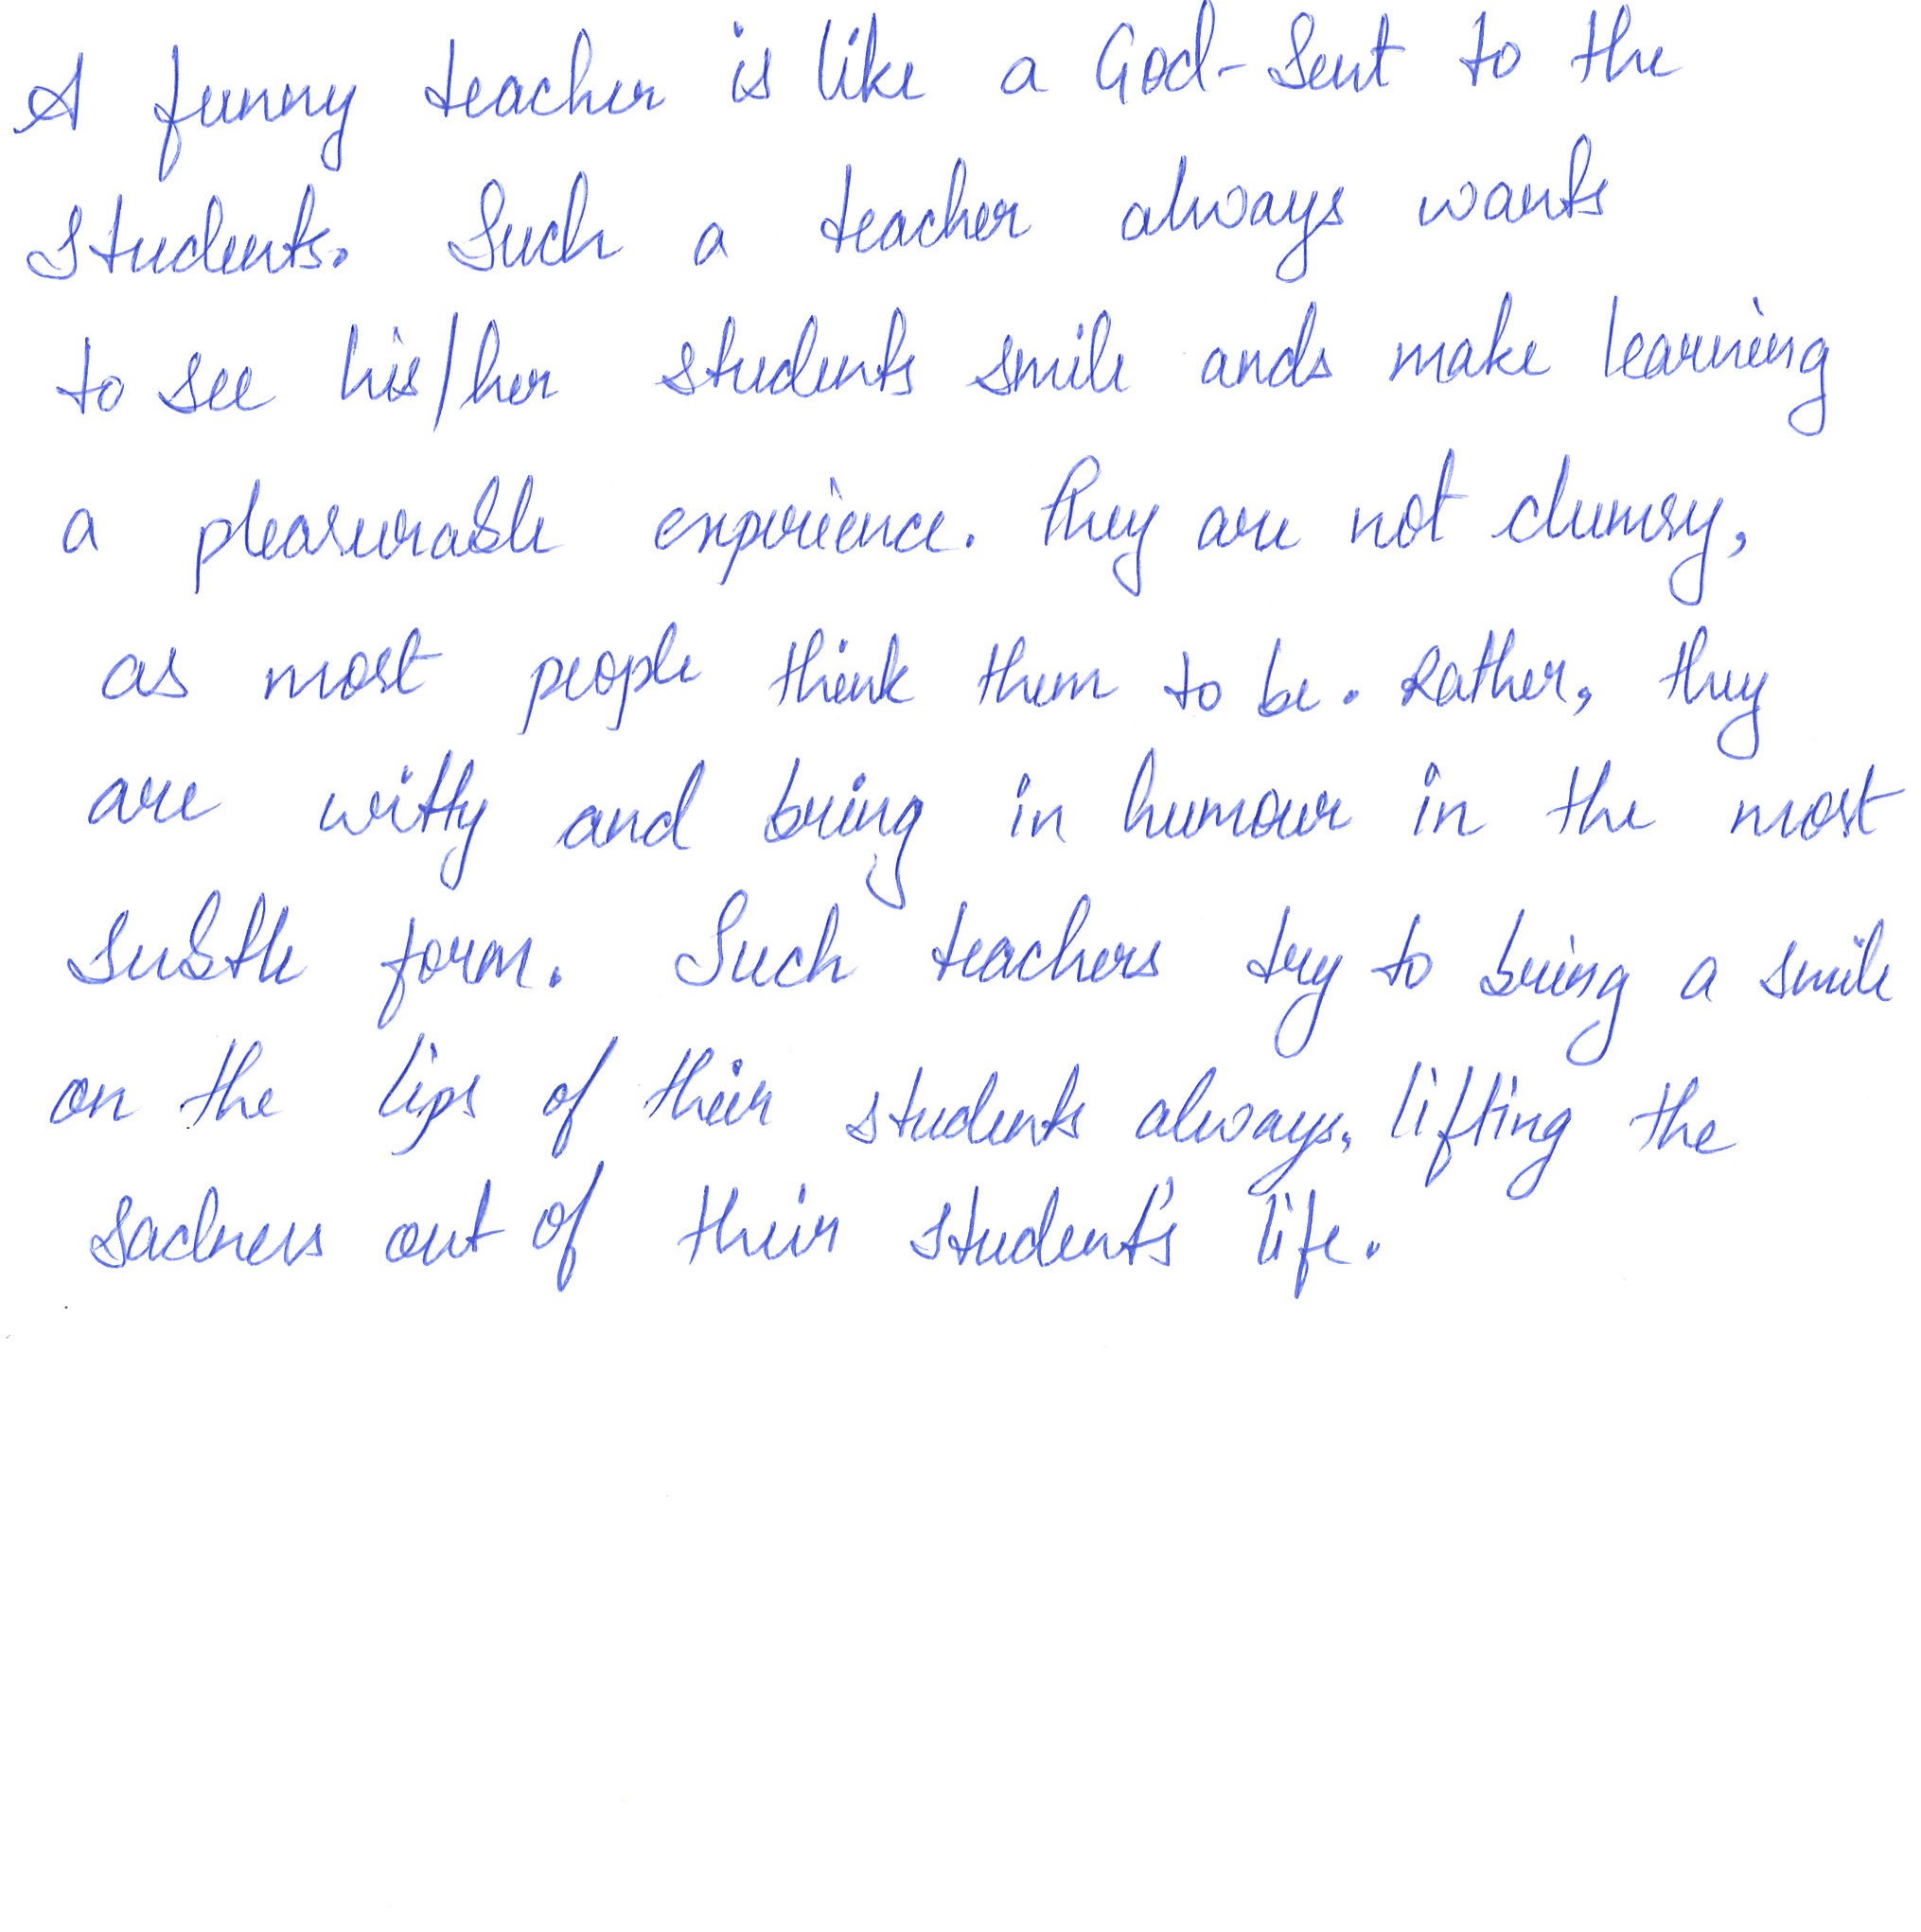 A funny teacher is like a God-Sent to the
students. Such a teacher always wants
to see his/her students smile ands make learning
a pleasurable experience. They are not clumsy,
as most people think them to be. Rather, they
are witty and bring in humour in the most
subtle form. Such teachers try to bring a smile
on the lips of their students always, lifting the
sadness out of their student's life.